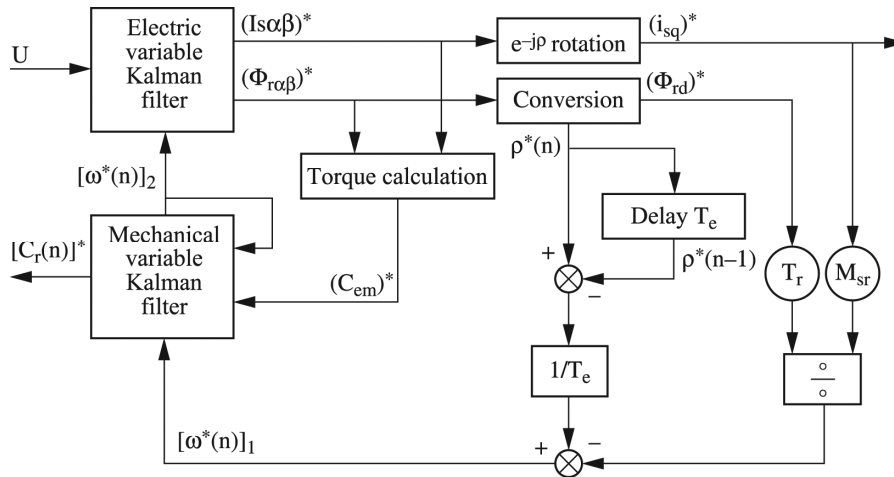 U
Electric
variable
Kalman
filter
(Isαβ)*
(Φrαβ)*
e–jρ rotation
(isq)*
Conversion
(Φrd)*
ρ*(n)
Torque calculation
[ω*(n)]2
Delay Te
Mechanical
variable
Kalman
filter
[Cr(n)]*
(Cem)*
+
–
ρ*(n–1)
Tr
Msr
1/Te
[ω*(n)]1
+
–